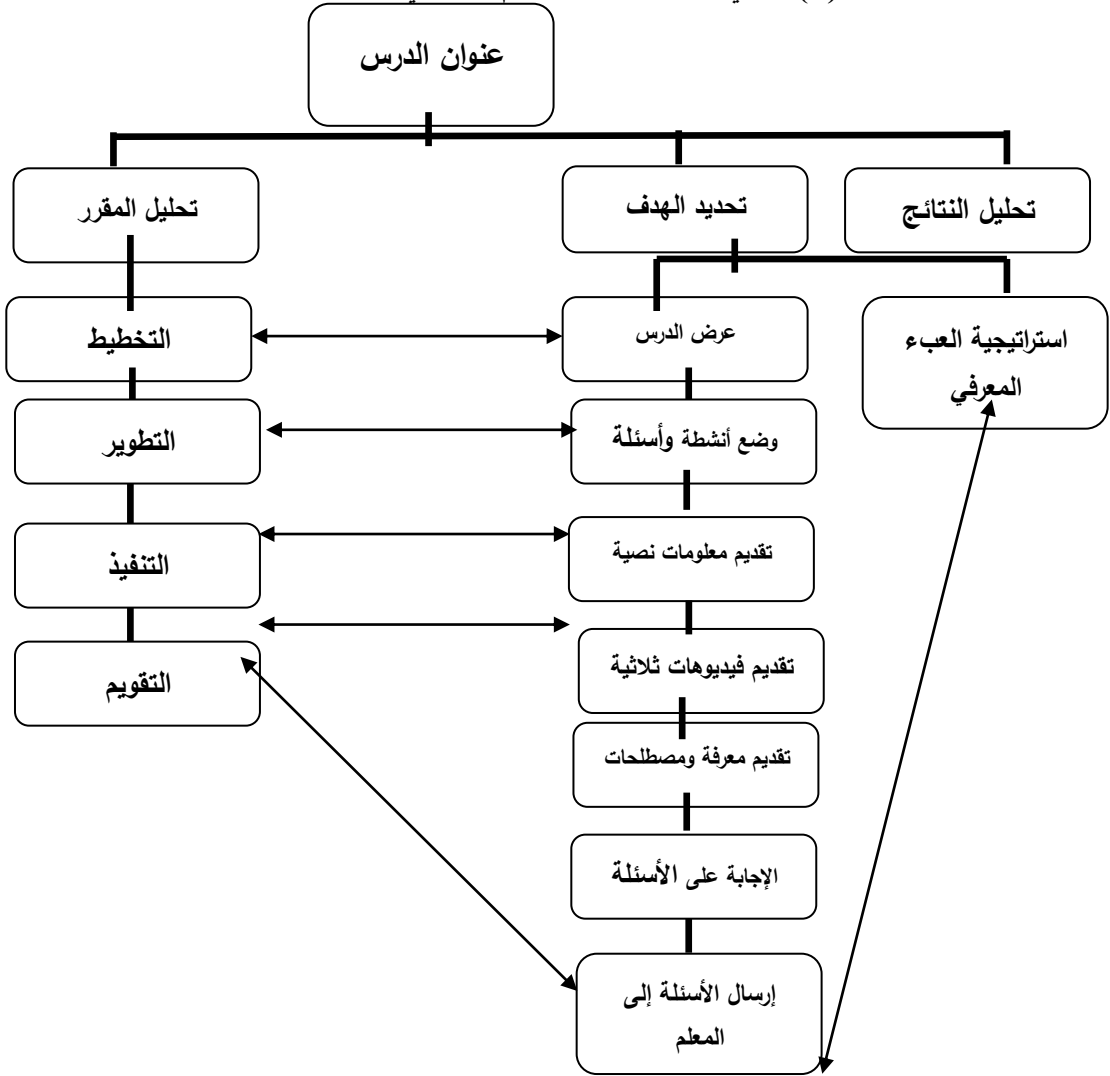 عنوان الدرس
تحليل النتائج
تحديد الهدف
تحليل المقرر
استراتيجية العبء
المعرفي
عرض الدرس
التخطيط
وضع أنشطة وأسئلة
التطوير
تقديم معلومات نصية
التنفيذ
تقديم فيديوهات ثلاثية
التقويم
تقديم معرفة ومصطلحات
الإجابة على الأسئلة
إرسال الأسئلة إلى
المعلم